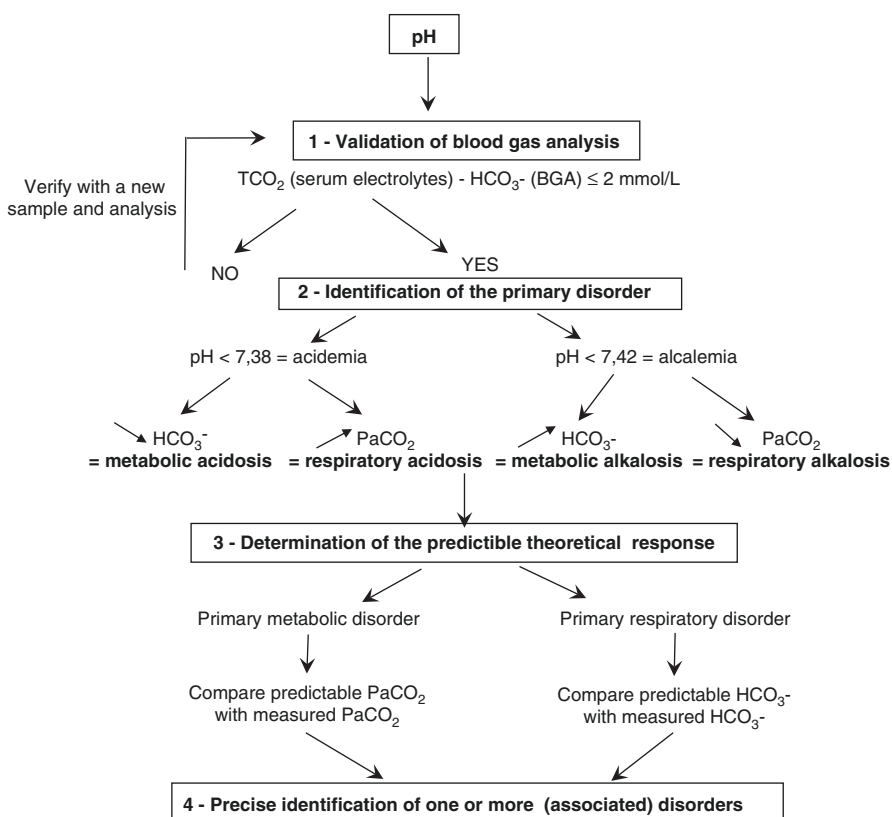 pH
1 - Validation of blood gas analysis
TCO₂ (serum electrolytes) - HCO₃- (BGA) ≤ 2 mmol/L
Verify with a new
sample and analysis
NO
YES
2 - Identification of the primary disorder
pH < 7,38 = acidemia
pH < 7,42 = alcalemia
HCO₃-
= metabolic acidosis
PaCO₂
= respiratory acidosis
HCO₃-
= metabolic alkalosis
PaCO₂
= respiratory alkalosis
3 - Determination of the predictible theoretical response
Primary metabolic disorder
Primary respiratory disorder
Compare predictable PaCO₂
with measured PaCO₂
Compare predictable HCO₃-
with measured HCO₃-
4 - Precise identification of one or more (associated) disorders